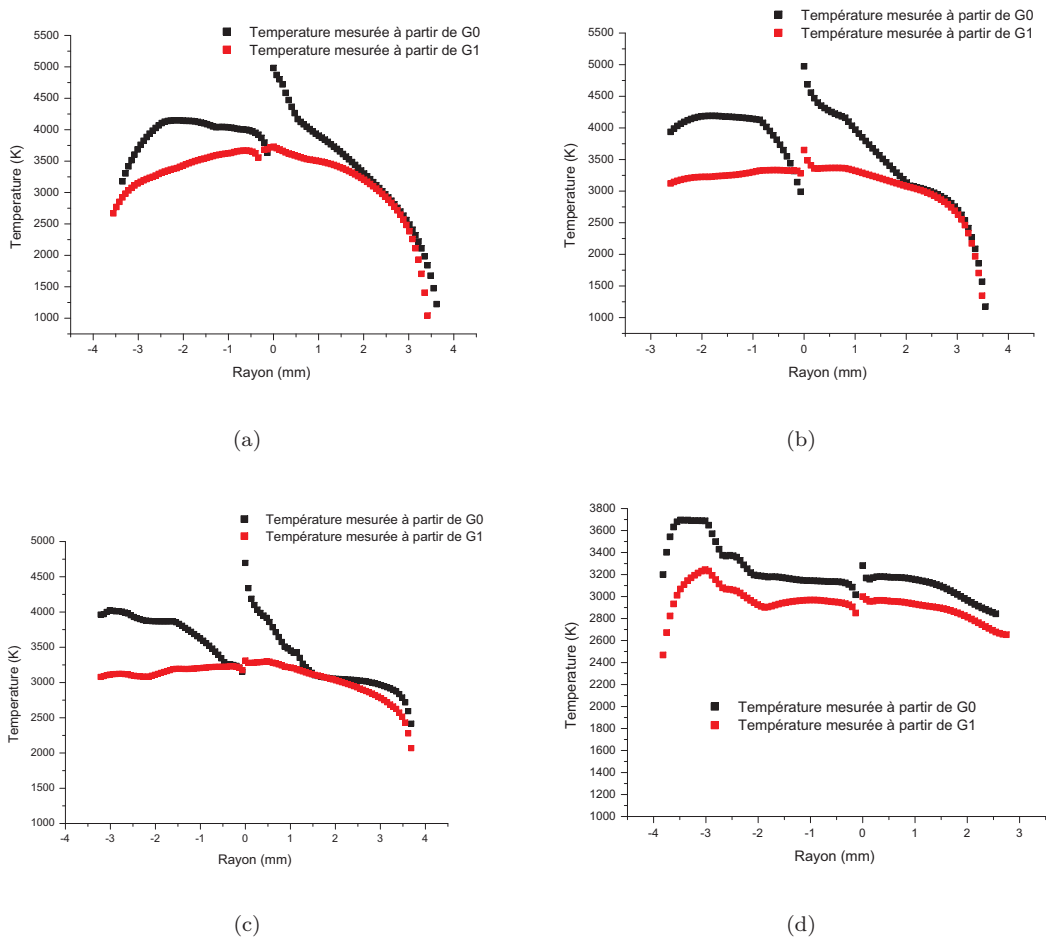 Temperature mesurée à partir de G0
Température mesurée à partir de G1
5500
5000
4500
4000
3500
3000
2500
2000
1500
1000
Temperature (K)
-4 -3 -2 -1 0 1 2 3 4
Rayon (mm)
(a)
Température mesurée à partir de G0
Température mesurée à partir de G1
5500
5000
4500
4000
3500
3000
2500
2000
1500
1000
Temperature (K)
-3 -2 -1 0 1 2 3 4
Rayon (mm)
(b)
Température mesurée à partir de G0
Température mesurée à partir de G1
5000
4500
4000
3500
3000
2500
2000
1500
1000
Temperature (K)
-4 -3 -2 -1 0 1 2 3 4
Rayon (mm)
(c)
3800
3600
3400
3200
3000
2800
2600
2400
2200
2000
1800
1600
1400
1200
1000
Temperature (K)
Température mesurée à partir de G0
Température mesurée à partir de G1
-4 -3 -2 -1 0 1 2 3
Rayon (mm)
(d)